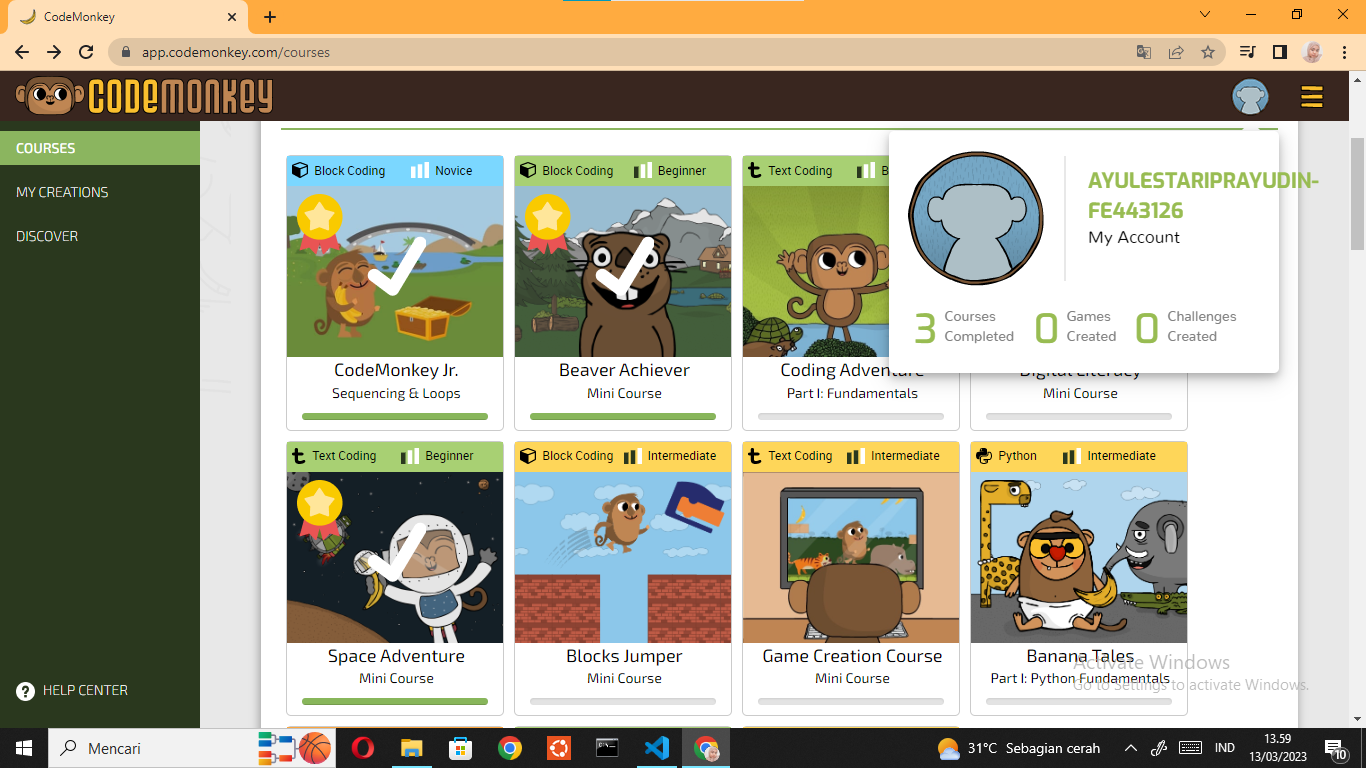 CodeMonkey
app.codemonkey.com/courses
CODEMONKEY
COURSES
MY CREATIONS
DISCOVER
HELP CENTER
AYULESTARIPRAYUDIN-
FE443126
My Account
3 Courses Completed
0 Games Created
0 Challenges Created
Block Coding Novice
CodeMonkey Jr.
Sequencing & Loops
Block Coding Beginner
Beaver Achiever
Mini Course
Text Coding B
Coding Adventure
Part I: Fundamentals
Digital Literacy
Mini Course
Text Coding Beginner
Space Adventure
Mini Course
Block Coding Intermediate
Blocks Jumper
Mini Course
Text Coding Intermediate
Game Creation Course
Mini Course
Python Intermediate
Banana Tales
Part I: Python Fundamentals
Activate Windows
Go to Settings to activate Windows.
Mencari
31°C Sebagian cerah
IND
13.59
13/03/2023
10